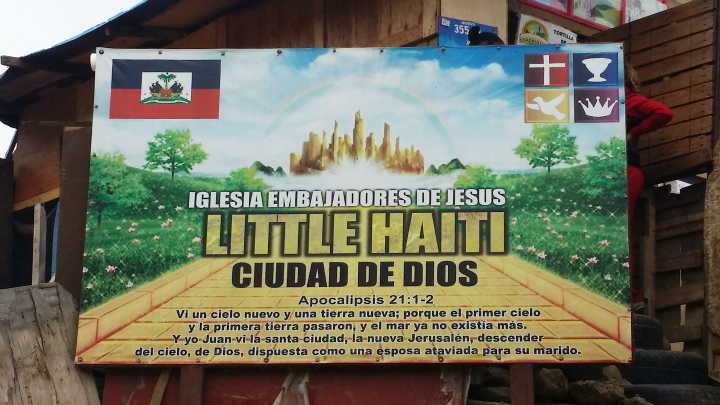 355
TORTILLA
DE
IGLESIA EMBAJADORES DE JESUS
LITTLE HAITI
CIUDAD DE DIOS
Apocalipsis 21:1-2
Vi un cielo nuevo y una tierra nueva; porque el primer cielo
y la primera tierra pasaron, y el mar ya no existía más.
Y yo Juan vi la santa ciudad, la nueva Jerusalén, descender
del cielo, de Dios, dispuesta como una esposa ataviada para su marido.